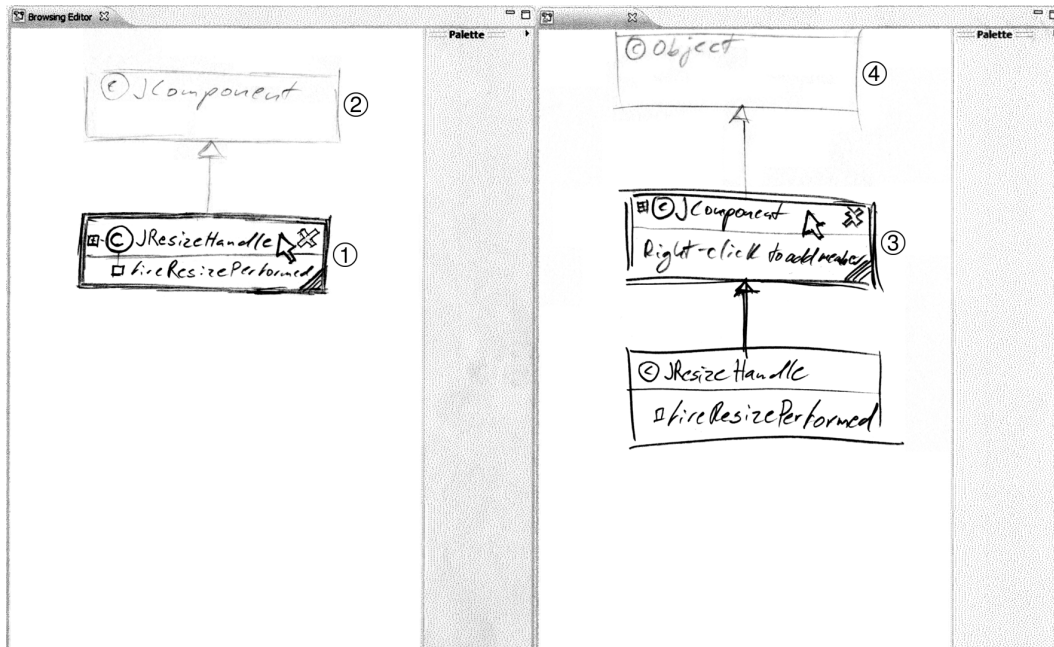 Browsing Editor
Palette
© JComponent
②
© JResizeHandle
fireResizePerformed
①
Palette
© Object
④
© JComponent
Right-click to add member
③
© JResizeHandle
fireResizePerformed